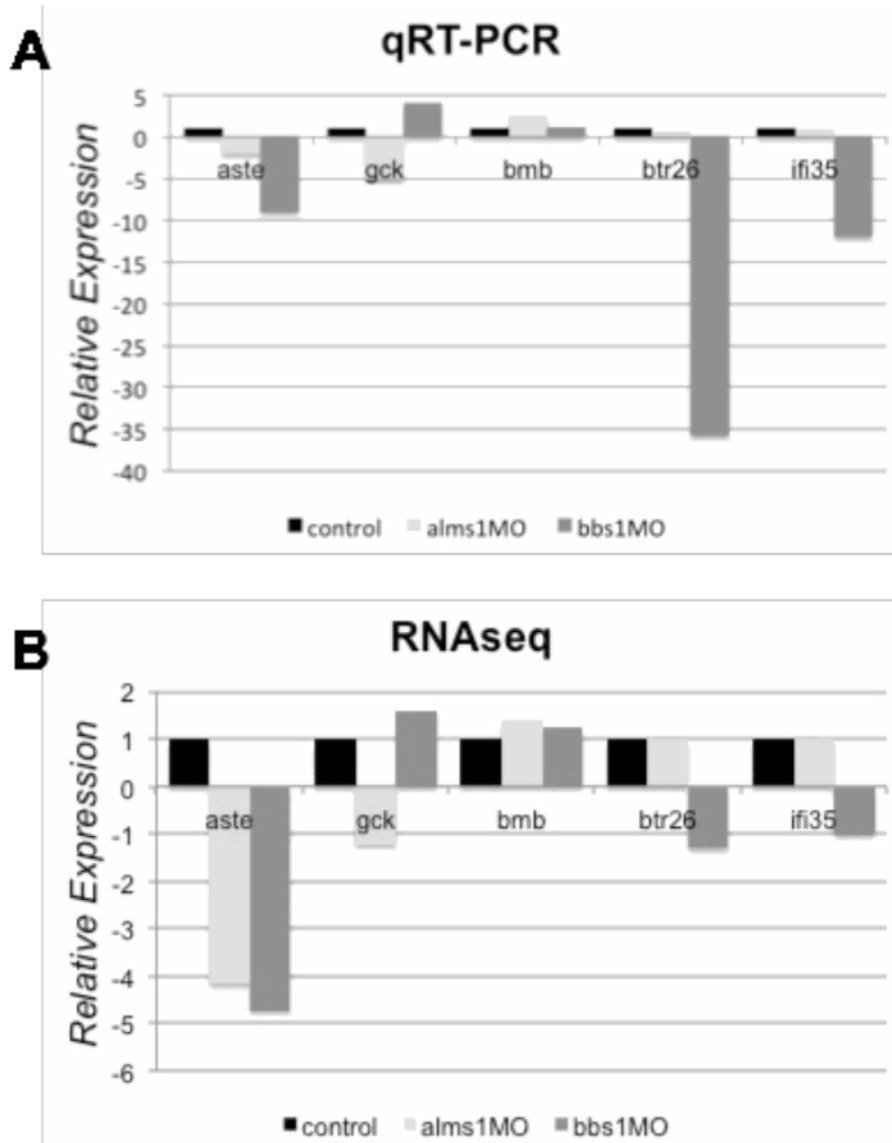 A
qRT-PCR
Relative Expression
5
0
-5
-10
-15
-20
-25
-30
-35
-40
aste gck bmb btr26 ifi35
control alms1MO bbs1MO
B
RNAseq
Relative Expression
2
1
0
-1
-2
-3
-4
-5
-6
aste gck bmb btr26 ifi35
control alms1MO bbs1MO